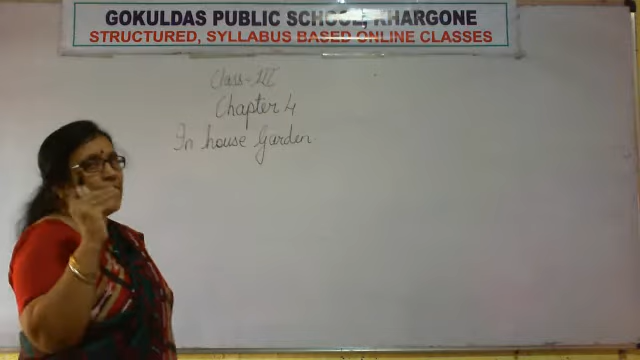 GOKULDAS PUBLIC SCHOOL, KHARGONE
STRUCTURED, SYLLABUS BASED ONLINE CLASSES
Class-III
Chapter 4
In house Garden